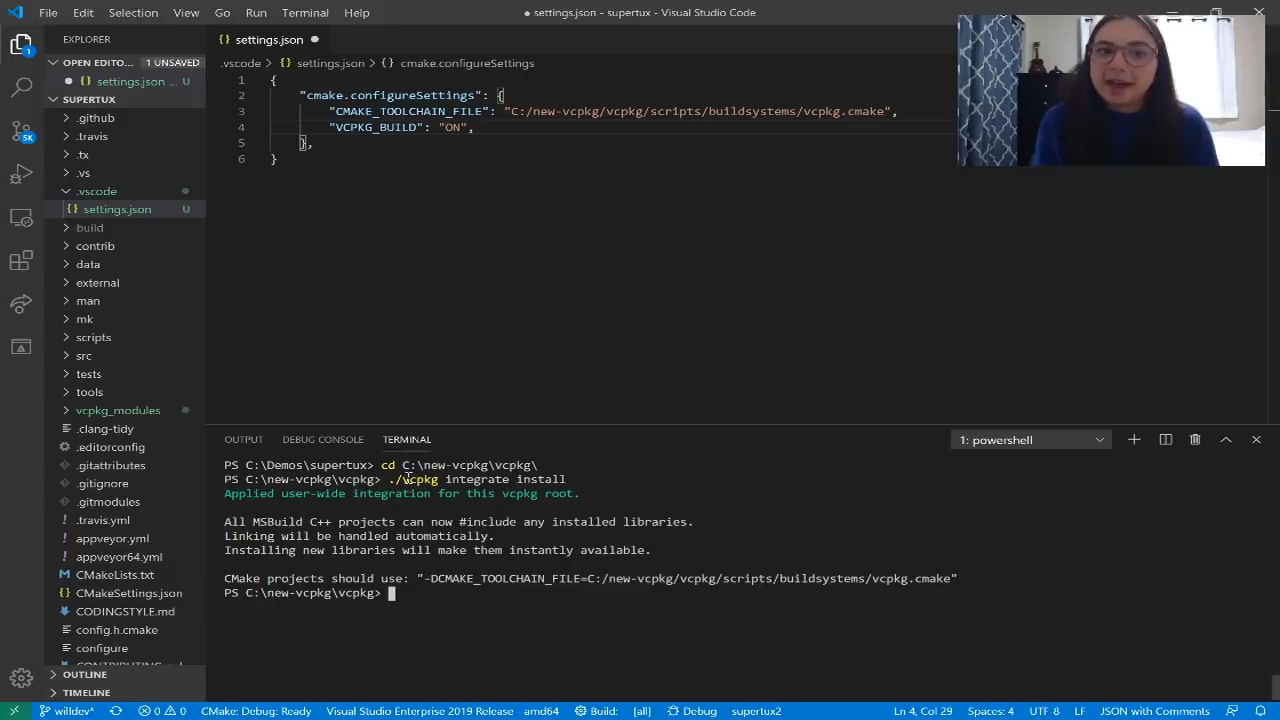 File Edit Selection View Go Run Terminal Help
● settings.json - supertux - Visual Studio Code
EXPLORER
OPEN EDITO... 1 UNSAVED
settings.json ... U
SUPERTUX
.github
.travis
.tx
.vs
.vscode
{} settings.json U
build
contrib
data
external
man
mk
scripts
src
tests
tools
vcpkg_modules
.clang-tidy
.editorconfig
.gitattributes
.gitignore
.gitmodules
.travis.yml
appveyor.yml
appveyor64.yml
CMakeLists.txt
CMakeSettings.json
CODINGSTYLE.md
config.h.cmake
configure
CONTRIBUTING.md
OUTLINE
TIMELINE
1
5K
{} settings.json ●
.vscode > {} settings.json > {} cmake.configureSettings
1 {
2 "cmake.configureSettings": {
3 "CMAKE_TOOLCHAIN_FILE": "C:/new-vcpkg/vcpkg/scripts/buildsystems/vcpkg.cmake",
4 "VCPKG_BUILD": "ON",
5 },
6 }
OUTPUT DEBUG CONSOLE TERMINAL 1: powershell
PS C:\Demos\supertux> cd C:\new-vcpkg\vcpkg\
PS C:\new-vcpkg\vcpkg> ./vcpkg integrate install
Applied user-wide integration for this vcpkg root.
All MSBuild C++ projects can now #include any installed libraries.
Linking will be handled automatically.
Installing new libraries will make them instantly available.
CMake projects should use: "-DCMAKE_TOOLCHAIN_FILE=C:/new-vcpkg/vcpkg/scripts/buildsystems/vcpkg.cmake"
PS C:\new-vcpkg\vcpkg>
willdev* 0 0 CMake: Debug: Ready Visual Studio Enterprise 2019 Release - amd64 Build: [all] Debug supertux2 Ln 4, Col 29 Spaces: 4 UTF-8 LF JSON with Comments